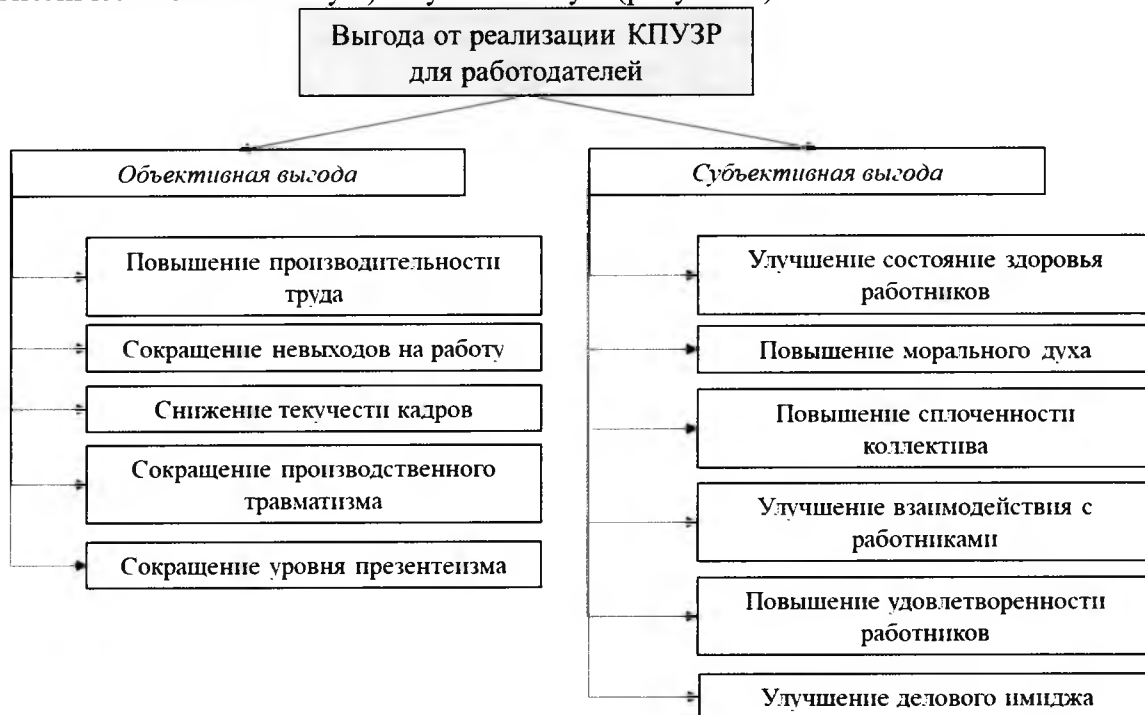 Выгода от реализации КПУЗР
для работодателей
Объективная выгода
Повышение производительности
труда
Сокращение невыходов на работу
Снижение текучести кадров
Сокращение производственного
травматизма
Сокращение уровня презентеизма
Субъективная выгода
Улучшение состояние здоровья
работников
Повышение морального духа
Повышение сплоченности
коллектива
Улучшение взаимодействия с
работниками
Повышение удовлетворенности
работников
Улучшение делового имиджа